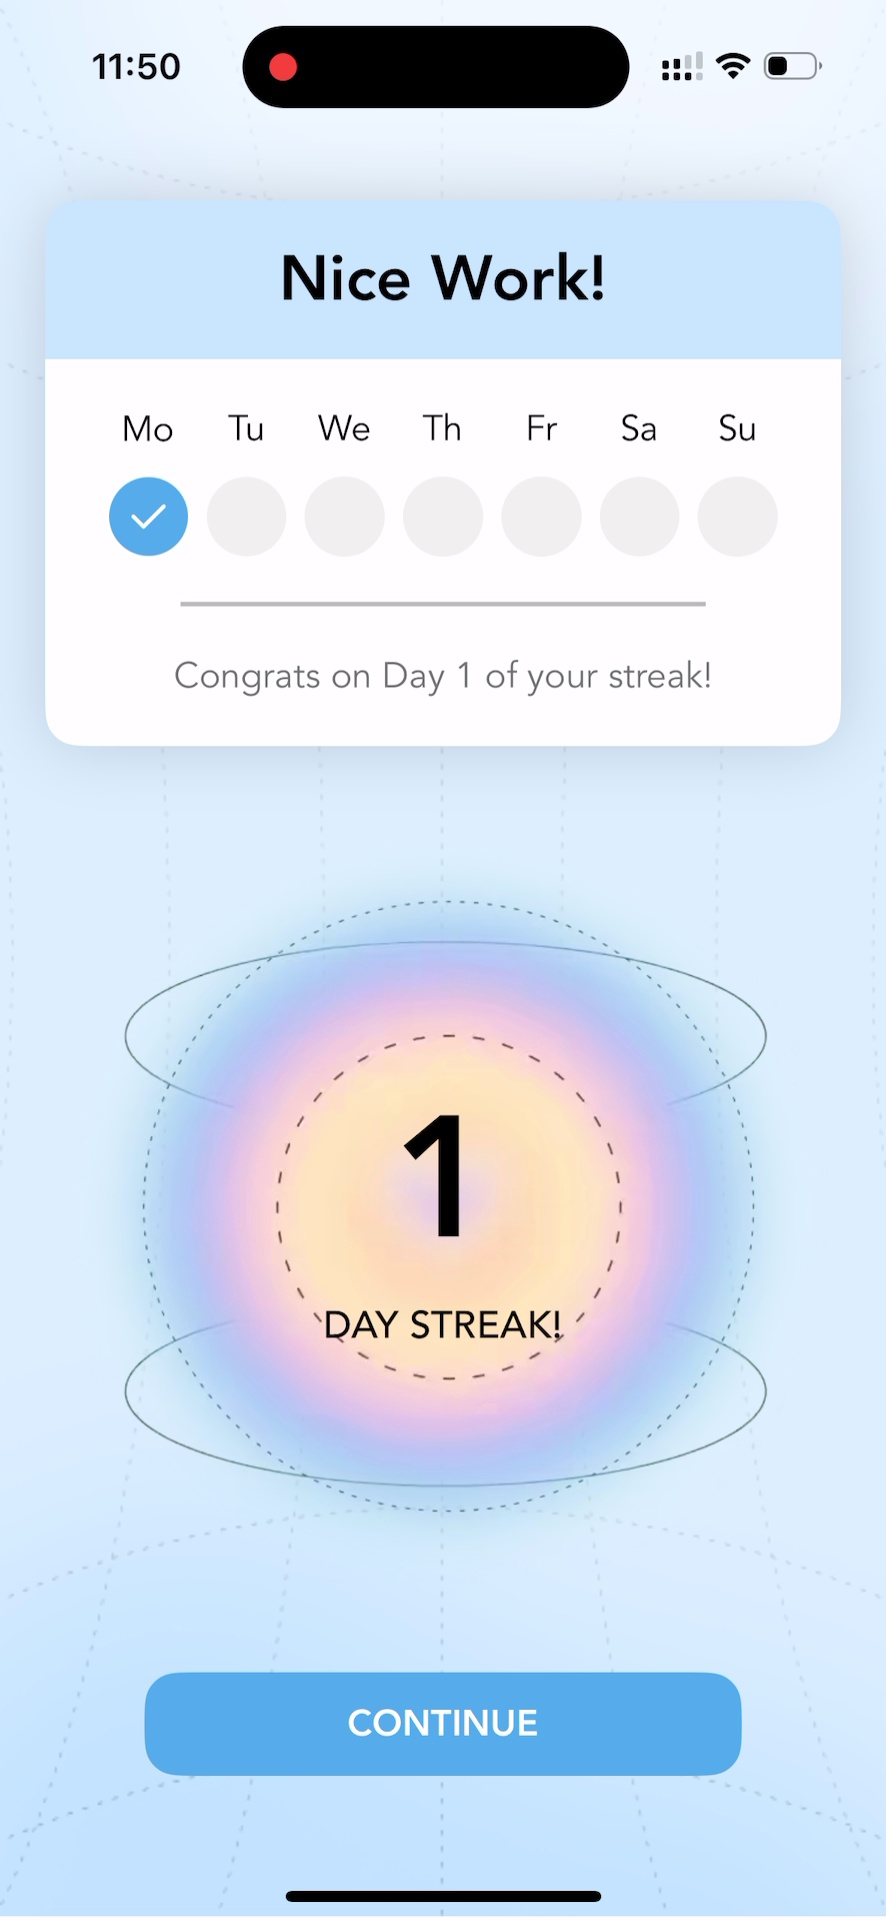 11:50
Nice Work!
Mo Tu We Th Fr Sa Su
Congrats on Day 1 of your streak!
1
DAY STREAK!
CONTINUE